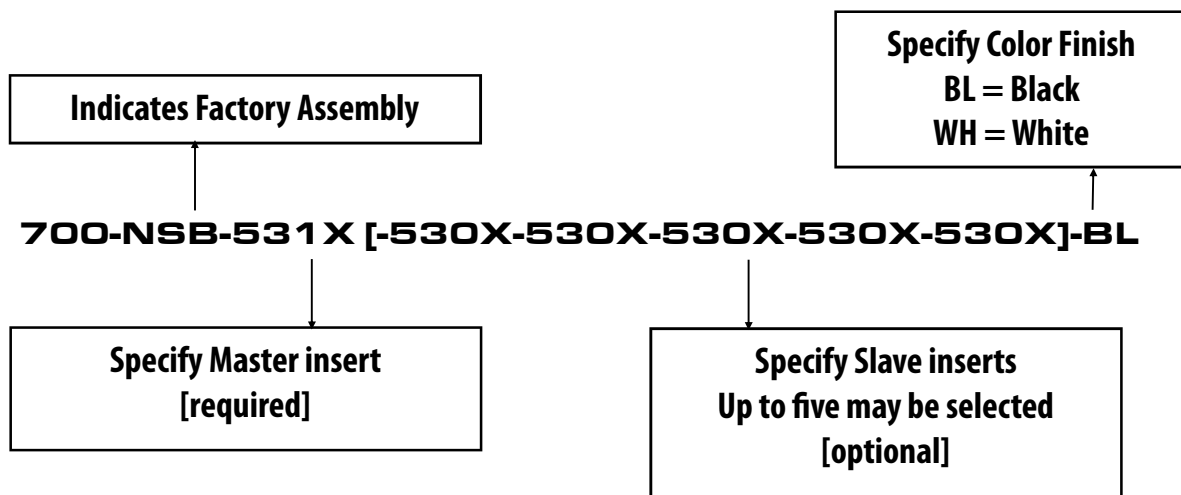 Specify Color Finish
BL = Black
WH = White
Indicates Factory Assembly
700-NSB-531X [-530X-530X-530X-530X-530X]-BL
Specify Master insert
[required]
Specify Slave inserts
Up to five may be selected
[optional]